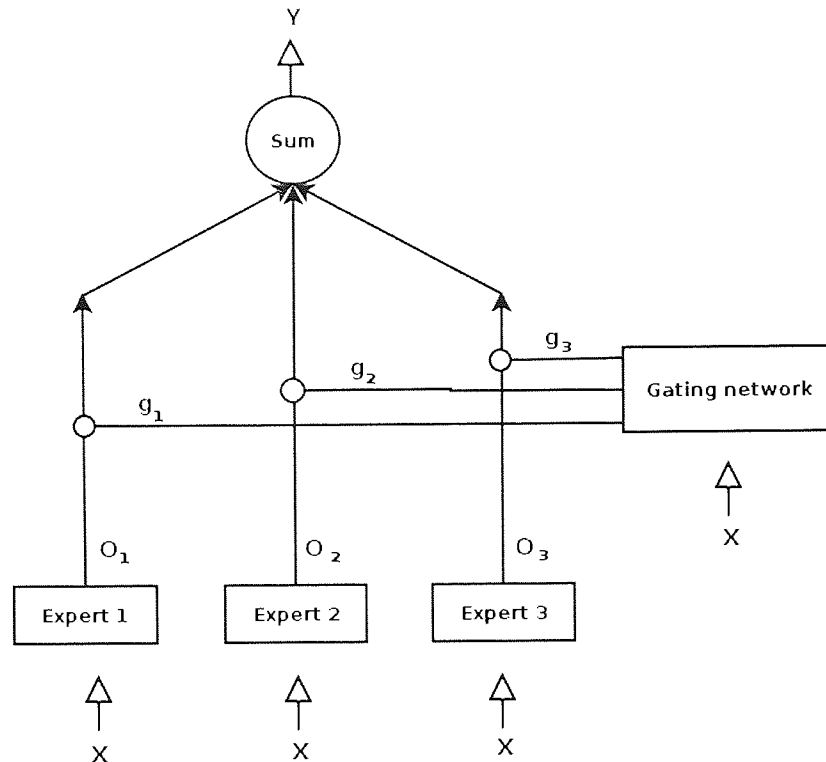 Y
Sum
g₃
g₂
Gating network
g₁
X
O₁
O₂
O₃
Expert 1
Expert 2
Expert 3
X
X
X